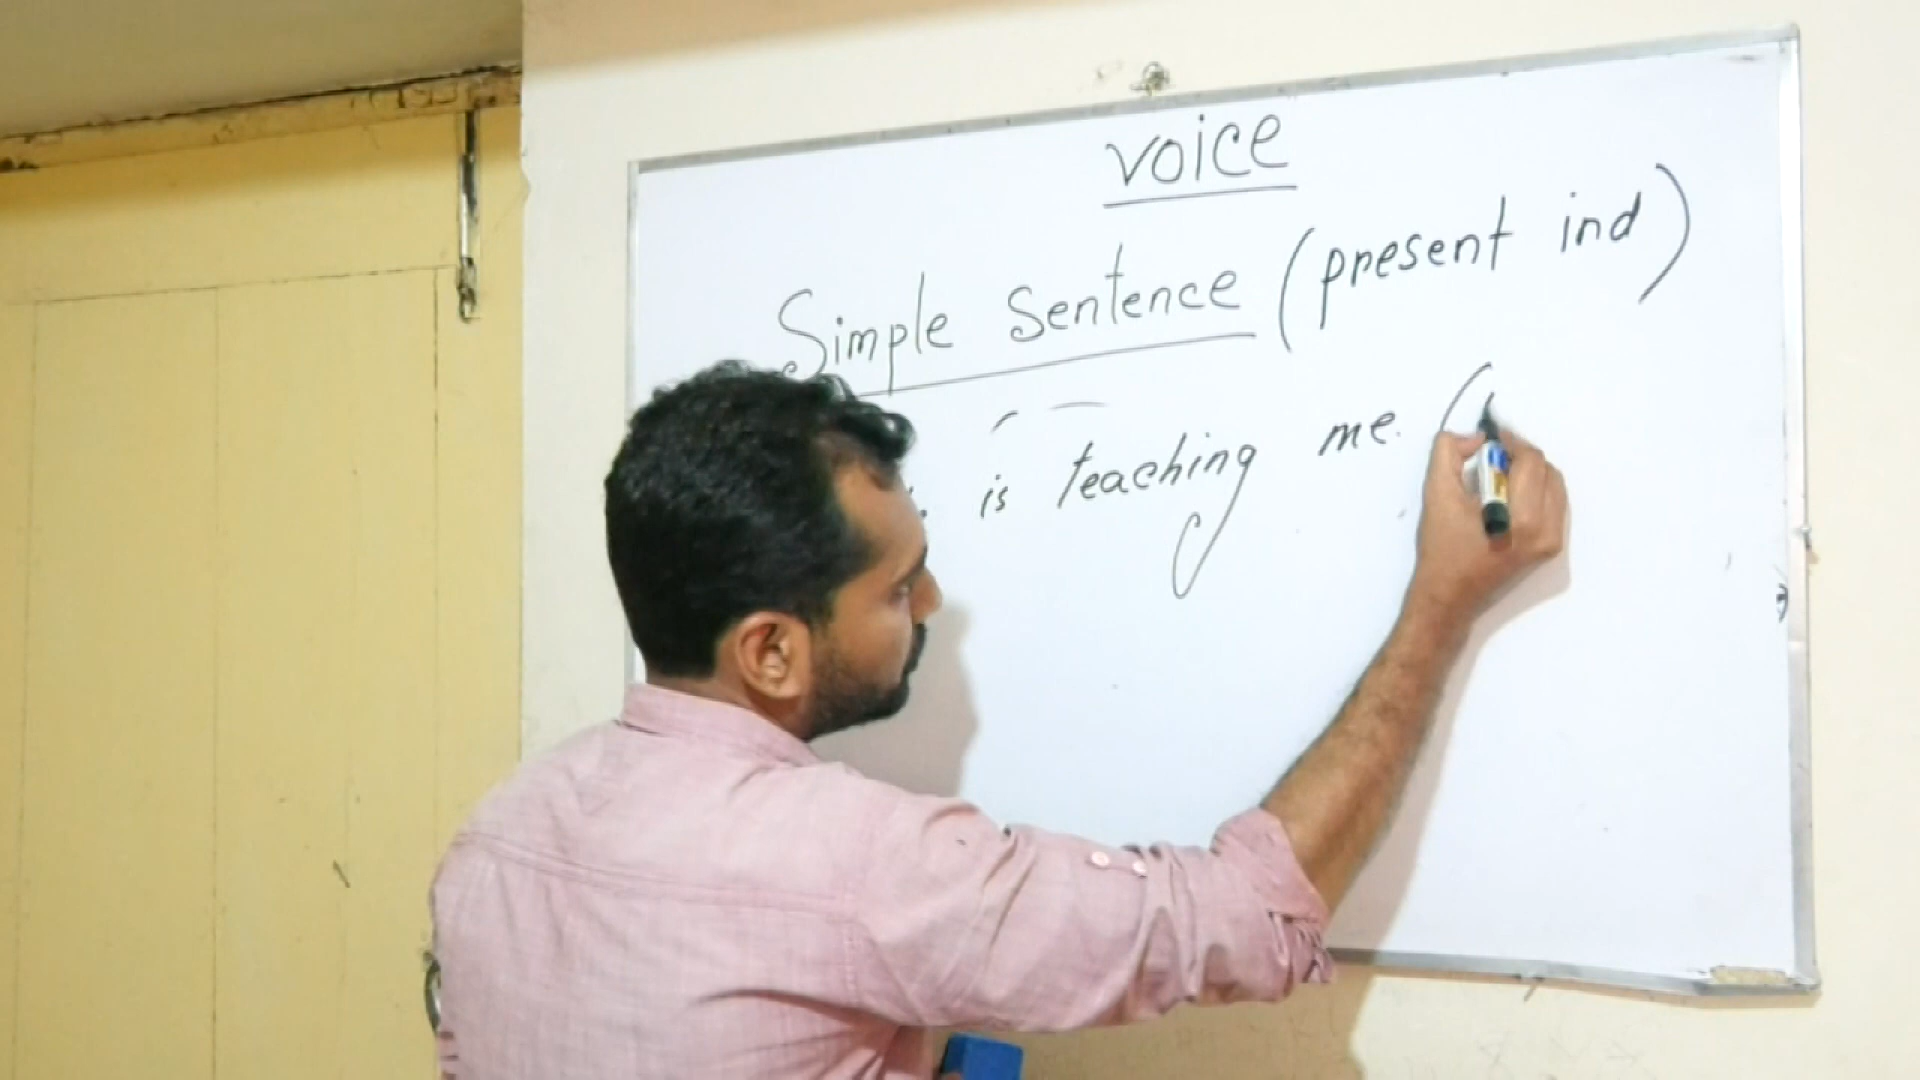 voice
Simple Sentence (present ind)
is teaching me. (